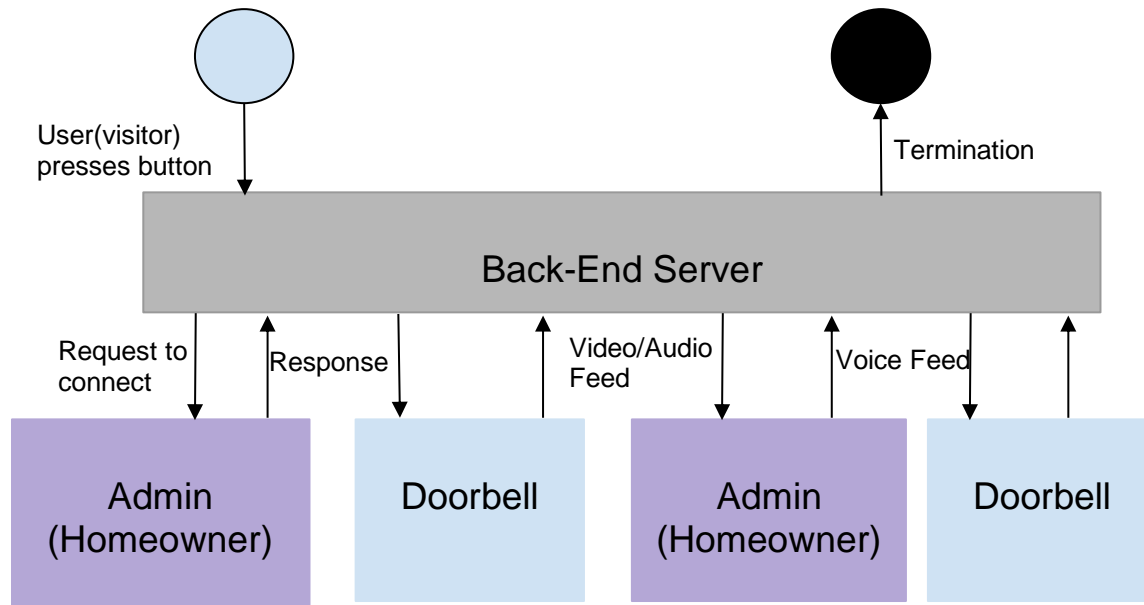 User(visitor)
presses button
Termination
Back-End Server
Request to
connect
Response
Video/Audio
Feed
Voice Feed
Admin
(Homeowner)
Doorbell
Admin
(Homeowner)
Doorbell